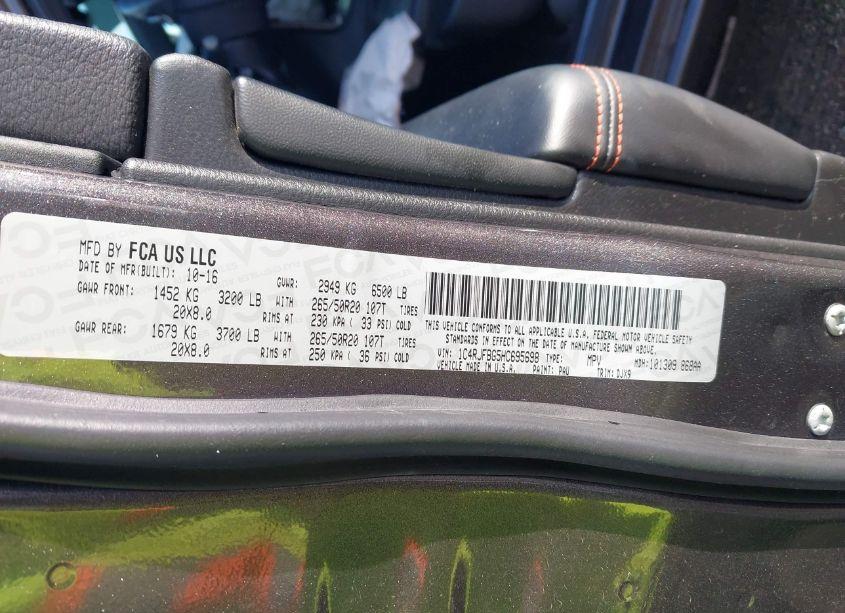 MFD BY FCA US LLC
DATE OF MFR(BUILT): 10-16 GVWR: 2949 KG 6500 LB
GAWR FRONT: 1452 KG 3200 LB WITH 265/50R20 107T TIRES
20X8.0 RIMS AT 230 KPA ( 33 PSI) COLD
GAWR REAR: 1679 KG 3700 LB WITH 265/50R20 107T TIRES
20X8.0 RIMS AT 250 KPA ( 36 PSI) COLD
THIS VEHICLE CONFORMS TO ALL APPLICABLE U.S.A. FEDERAL MOTOR VEHICLE SAFETY
STANDARDS IN EFFECT ON THE DATE OF MANUFACTURE SHOWN ABOVE.
VIN: 1C4RJFBG5HC695698 TYPE: MPV MDH:101309 868AA
VEHICLE MADE IN U.S.A. PAINT: PAU TRIM: DJX9